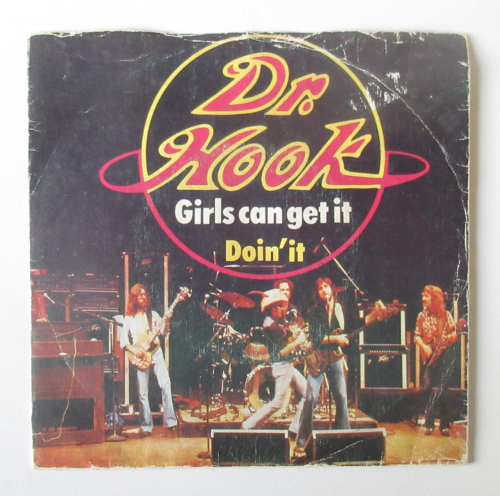 Dr.
Hook
Girls can get it
Doin' it